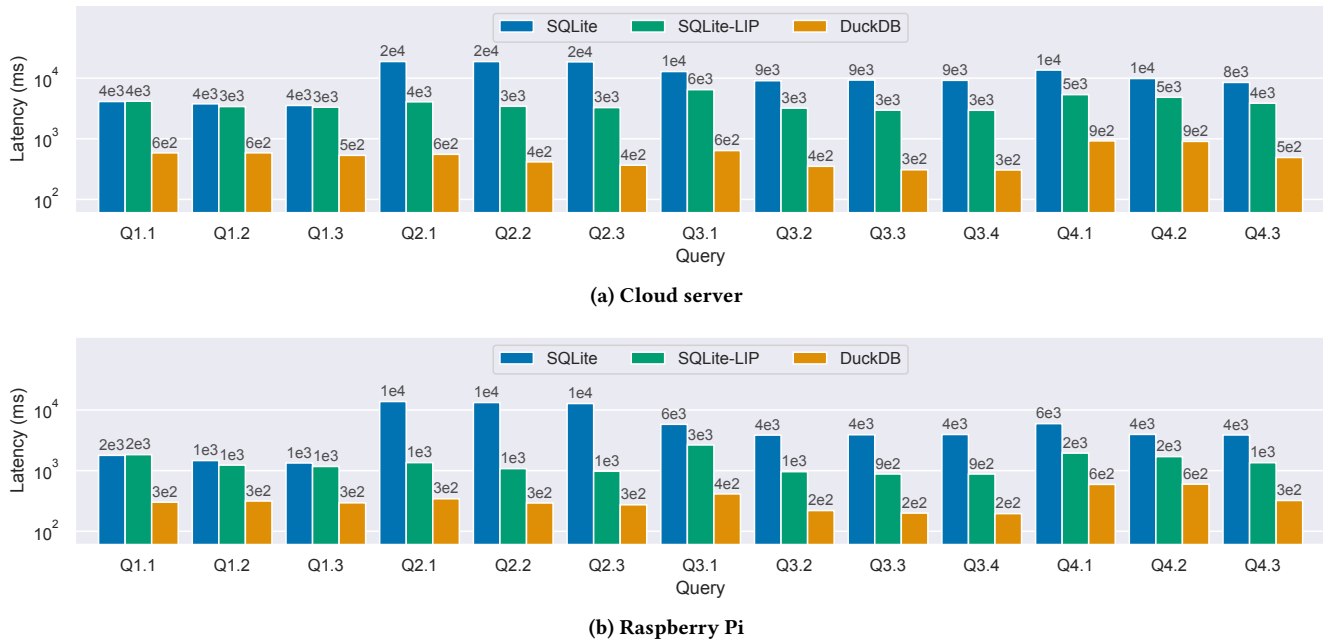 SQLite SQLite-LIP DuckDB
Latency (ms)
10^4
10^3
10^2
4e3 4e3 6e2 4e3 3e3 6e2 4e3 3e3 5e2 2e4 4e3 6e2 2e4 3e3 4e2 2e4 3e3 4e2 1e4 6e3 6e2 9e3 3e3 4e2 9e3 3e3 3e2 9e3 3e3 3e2 1e4 5e3 9e2 1e4 5e3 9e2 8e3 4e3 5e2
Q1.1 Q1.2 Q1.3 Q2.1 Q2.2 Q2.3 Q3.1 Q3.2 Q3.3 Q3.4 Q4.1 Q4.2 Q4.3
Query
(a) Cloud server
SQLite SQLite-LIP DuckDB
Latency (ms)
10^4
10^3
10^2
2e3 2e3 3e2 1e3 1e3 3e2 1e3 1e3 3e2 1e4 1e3 3e2 1e4 1e3 3e2 1e4 1e3 3e2 6e3 3e3 4e2 4e3 1e3 2e2 4e3 9e2 2e2 4e3 9e2 2e2 6e3 2e3 6e2 4e3 2e3 6e2 4e3 1e3 3e2
Q1.1 Q1.2 Q1.3 Q2.1 Q2.2 Q2.3 Q3.1 Q3.2 Q3.3 Q3.4 Q4.1 Q4.2 Q4.3
Query
(b) Raspberry Pi